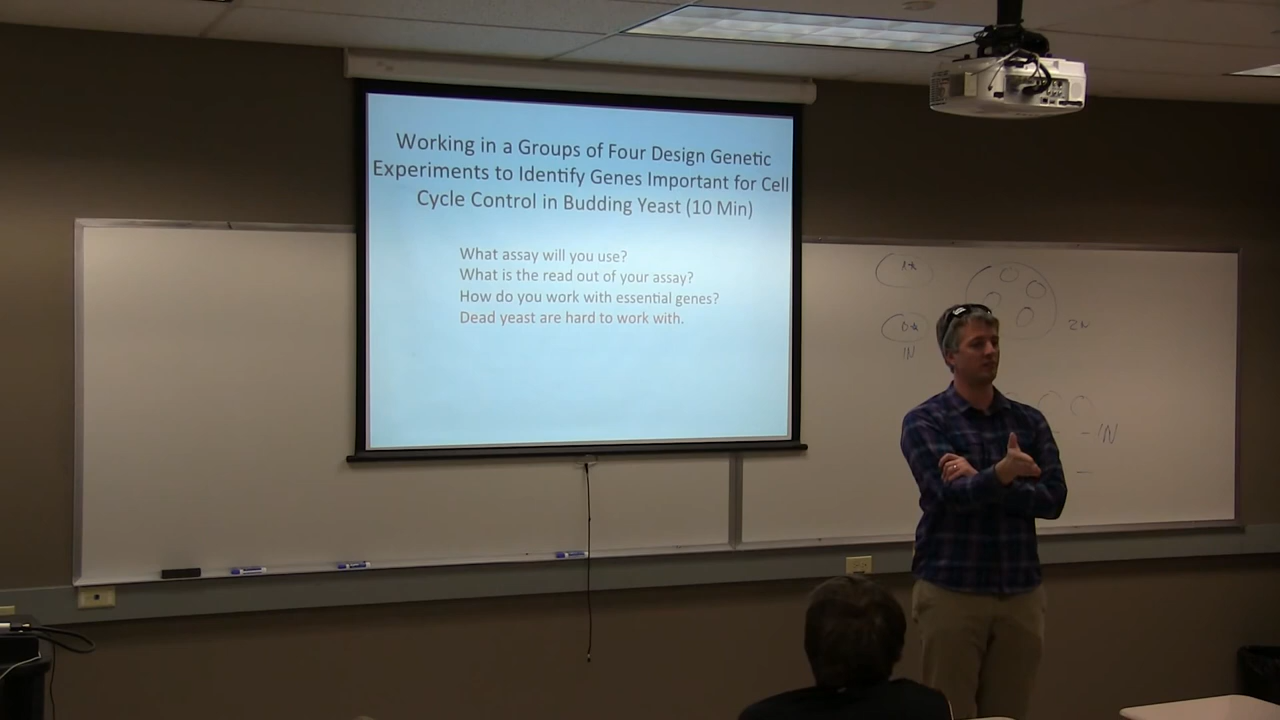 Working in a Groups of Four Design Genetic
Experiments to Identify Genes Important for Cell
Cycle Control in Budding Yeast (10 Min)
What assay will you use?
What is the read out of your assay?
How do you work with essential genes?
Dead yeast are hard to work with.
2N
1N
1N